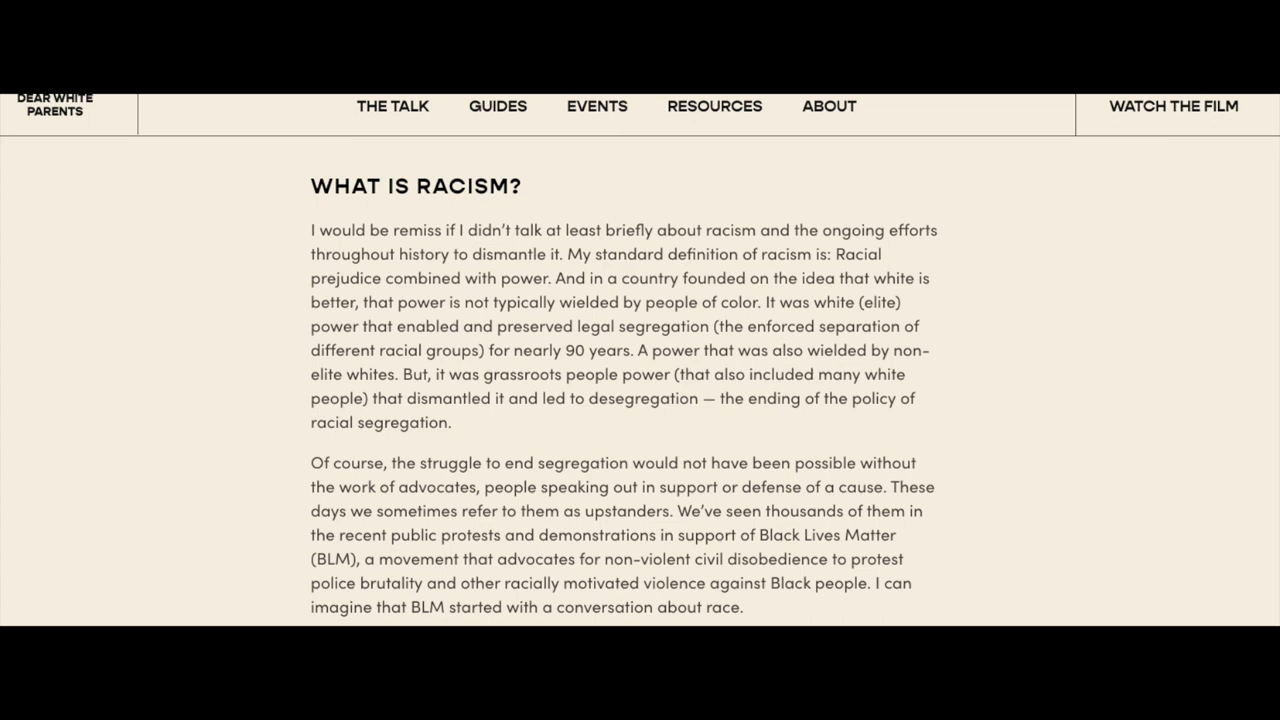 DEAR WHITE
PARENTS
THE TALK
GUIDES
EVENTS
RESOURCES
ABOUT
WATCH THE FILM
WHAT IS RACISM?
I would be remiss if I didn’t talk at least briefly about racism and the ongoing efforts
throughout history to dismantle it. My standard definition of racism is: Racial
prejudice combined with power. And in a country founded on the idea that white is
better, that power is not typically wielded by people of color. It was white (elite)
power that enabled and preserved legal segregation (the enforced separation of
different racial groups) for nearly 90 years. A power that was also wielded by non-
elite whites. But, it was grassroots people power (that also included many white
people) that dismantled it and led to desegregation — the ending of the policy of
racial segregation.
Of course, the struggle to end segregation would not have been possible without
the work of advocates, people speaking out in support or defense of a cause. These
days we sometimes refer to them as upstanders. We’ve seen thousands of them in
the recent public protests and demonstrations in support of Black Lives Matter
(BLM), a movement that advocates for non-violent civil disobedience to protest
police brutality and other racially motivated violence against Black people. I can
imagine that BLM started with a conversation about race.